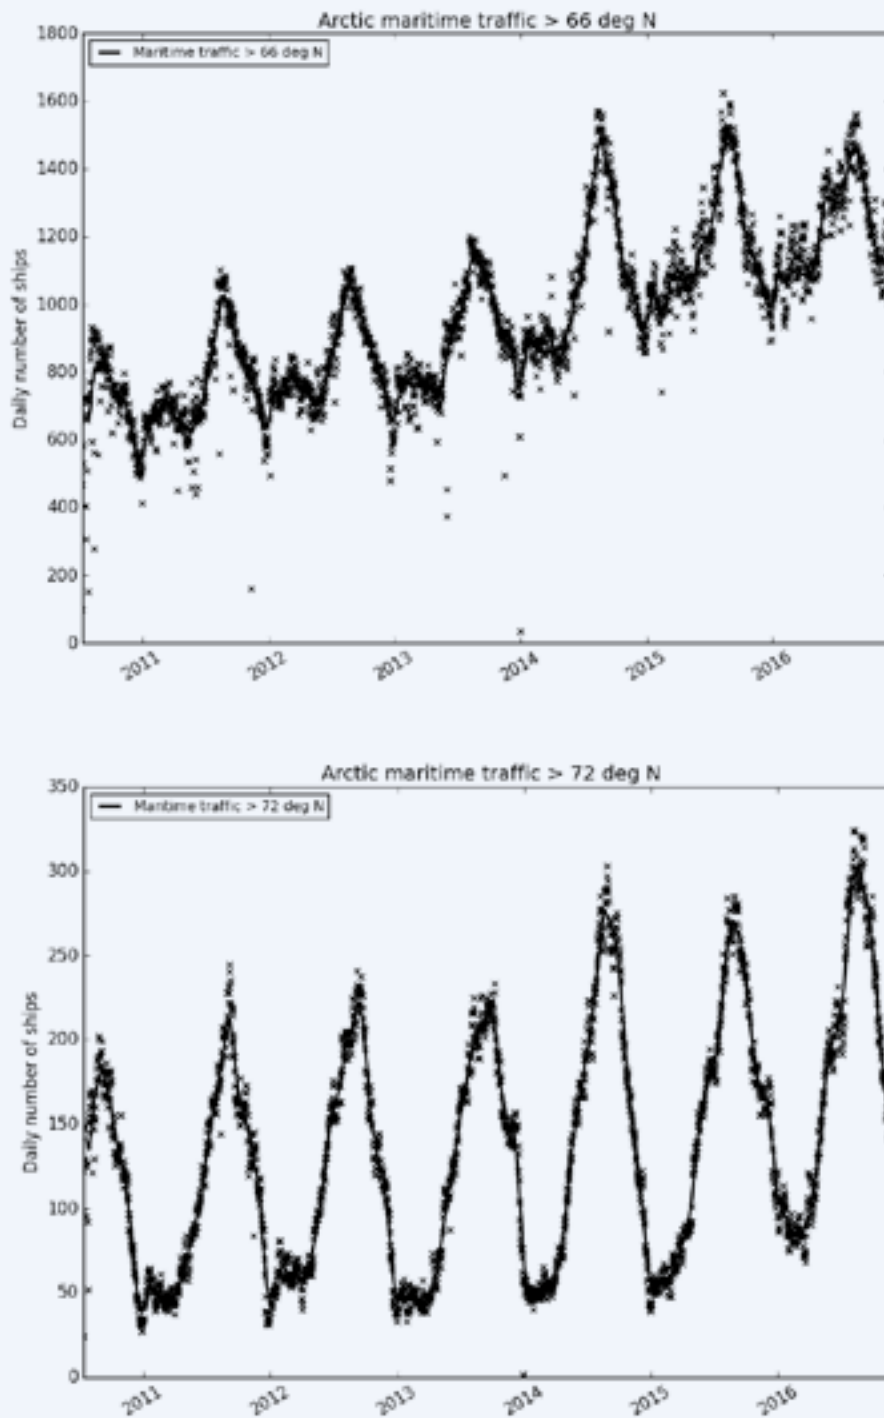 Arctic maritime traffic > 66 deg N
Maritime traffic > 66 deg N
1800
1600
1400
1200
1000
800
600
400
200
0
Daily number of ships
2011 2012 2013 2014 2015 2016
Arctic maritime traffic > 72 deg N
Maritime traffic > 72 deg N
350
300
250
200
150
100
50
0
Daily number of ships
2011 2012 2013 2014 2015 2016